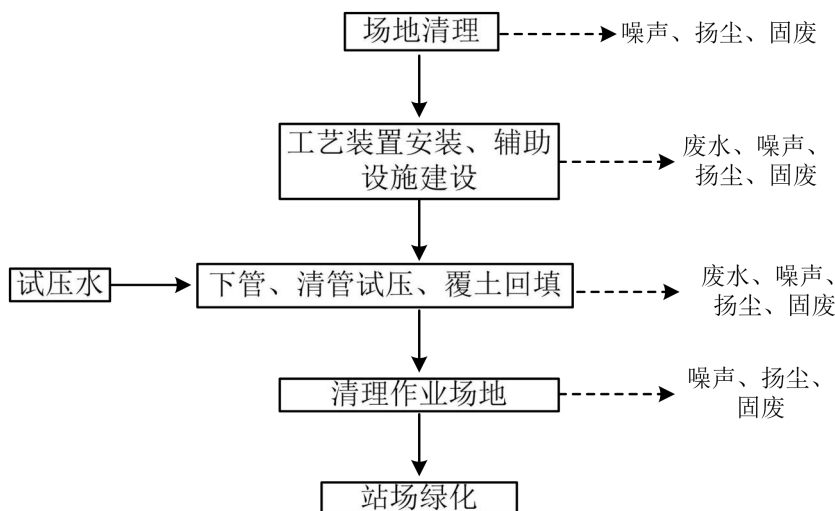 场地清理
噪声、扬尘、固废
工艺装置安装、辅助
设施建设
废水、噪声、
扬尘、固废
试压水
下管、清管试压、覆土回填
废水、噪声、
扬尘、固废
清理作业场地
噪声、扬尘、
固废
站场绿化